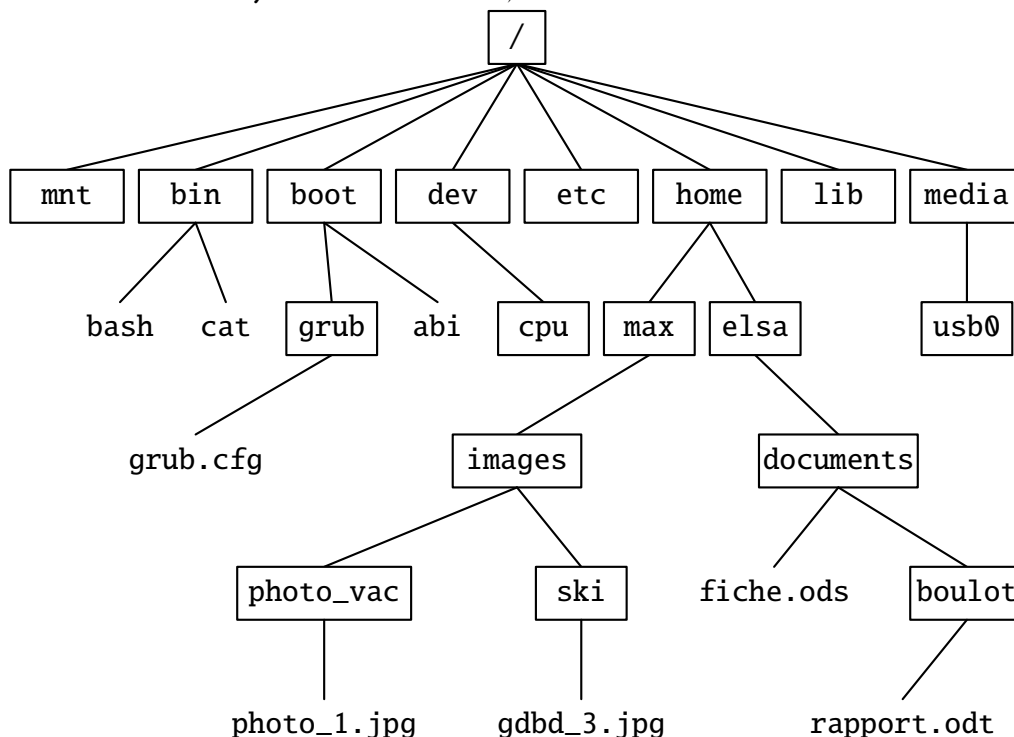 /
mnt bin boot dev etc home lib media
bash cat grub abi cpu max elsa usb0
grub.cfg images documents
photo_vac ski fiche.ods boulot
photo_1.jpg gdbd_3.jpg rapport.odt